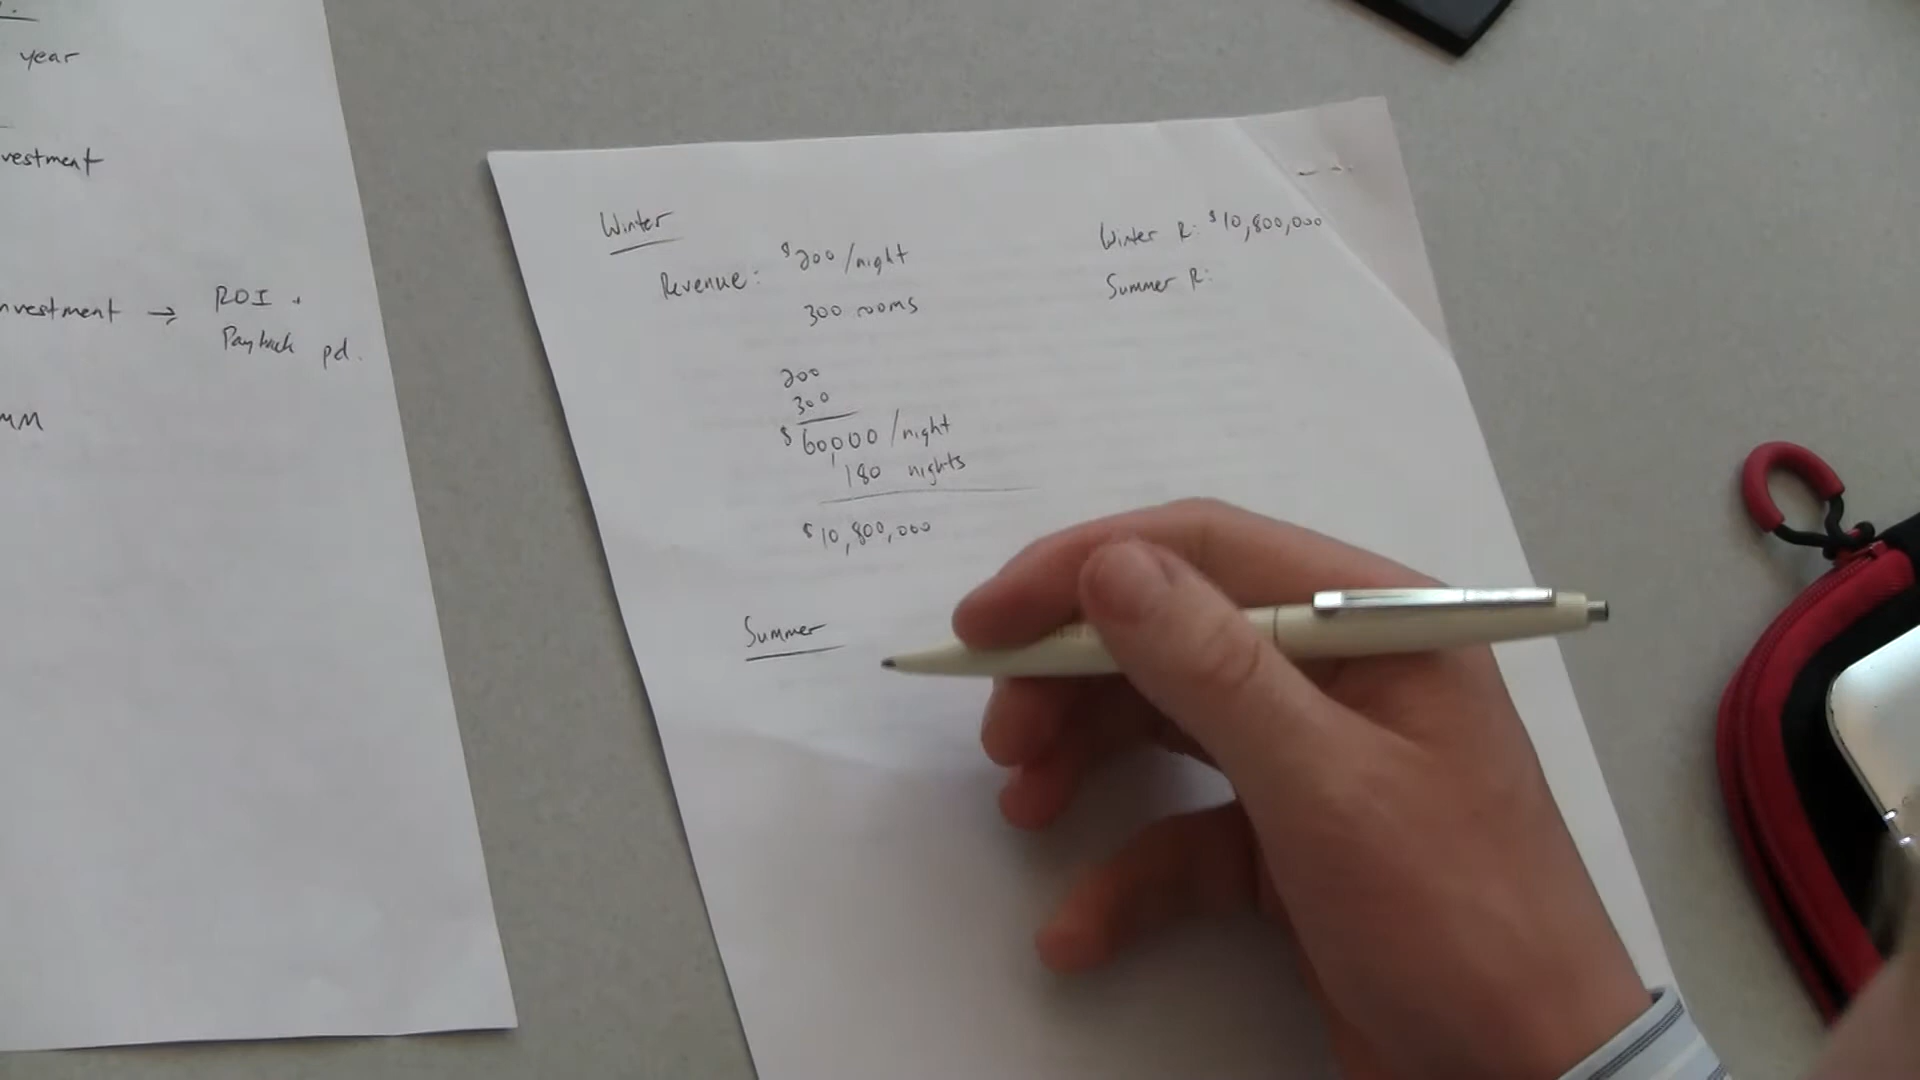 year
vestment
nvestment → ROI +
Payback pd.
MM
Winter
Revenue: $200/night
300 rooms
200
300
$60,000/night
180 nights
$10,800,000
Summer
Winter R: $10,800,000
Summer R: